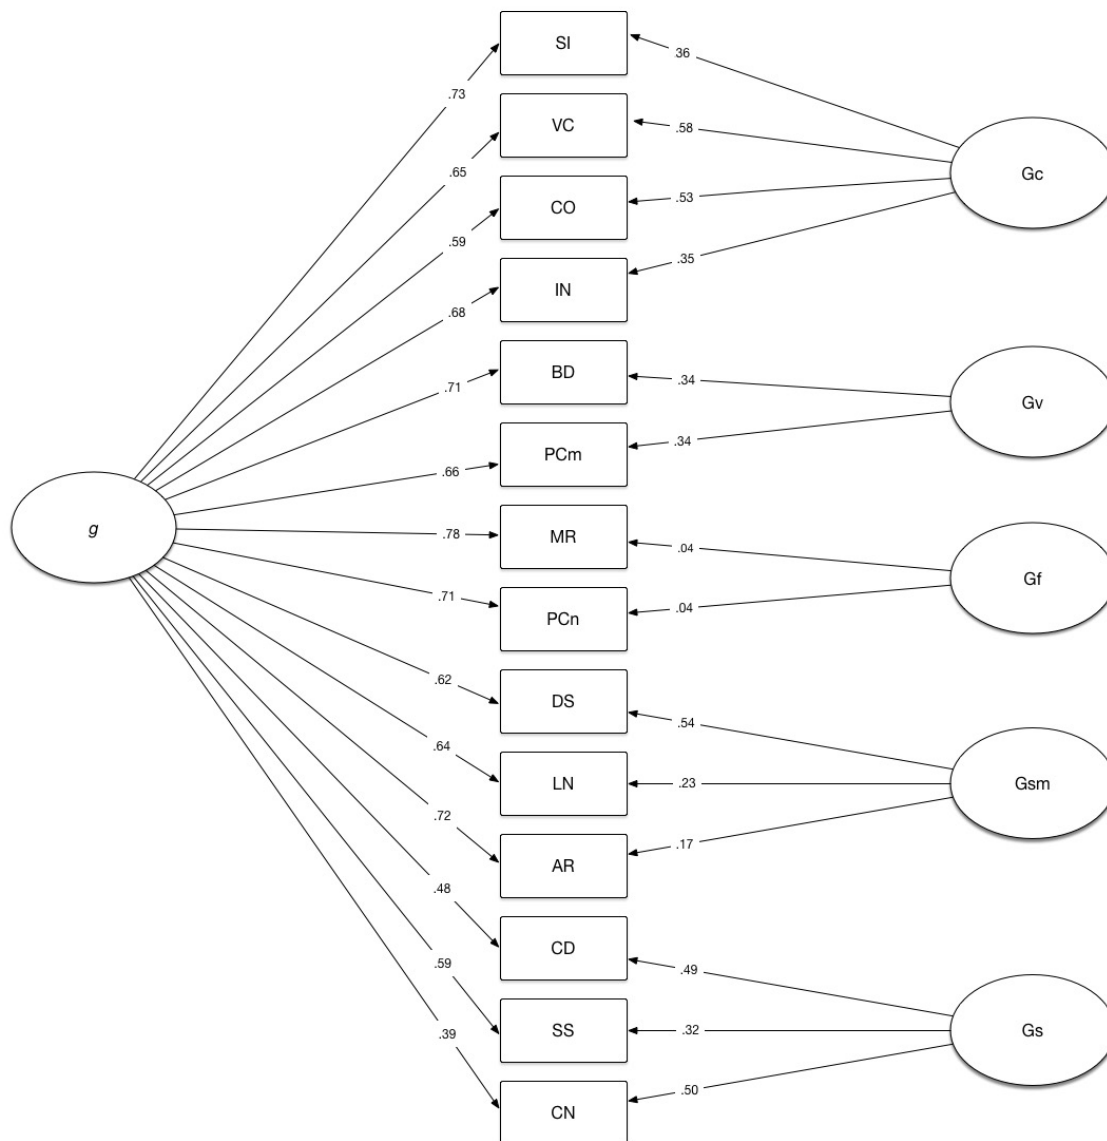 SI
36
.73
VC
.58
Gc
.65
CO
.53
.59
IN
.35
.68
BD
.34
.71
Gv
PCm
.34
.66
g
MR
.04
.78
Gf
PCn
.04
.71
DS
.54
.62
LN
.23
.64
Gsm
AR
.17
.72
CD
.49
.48
SS
.32
.59
Gs
.39
CN
.50